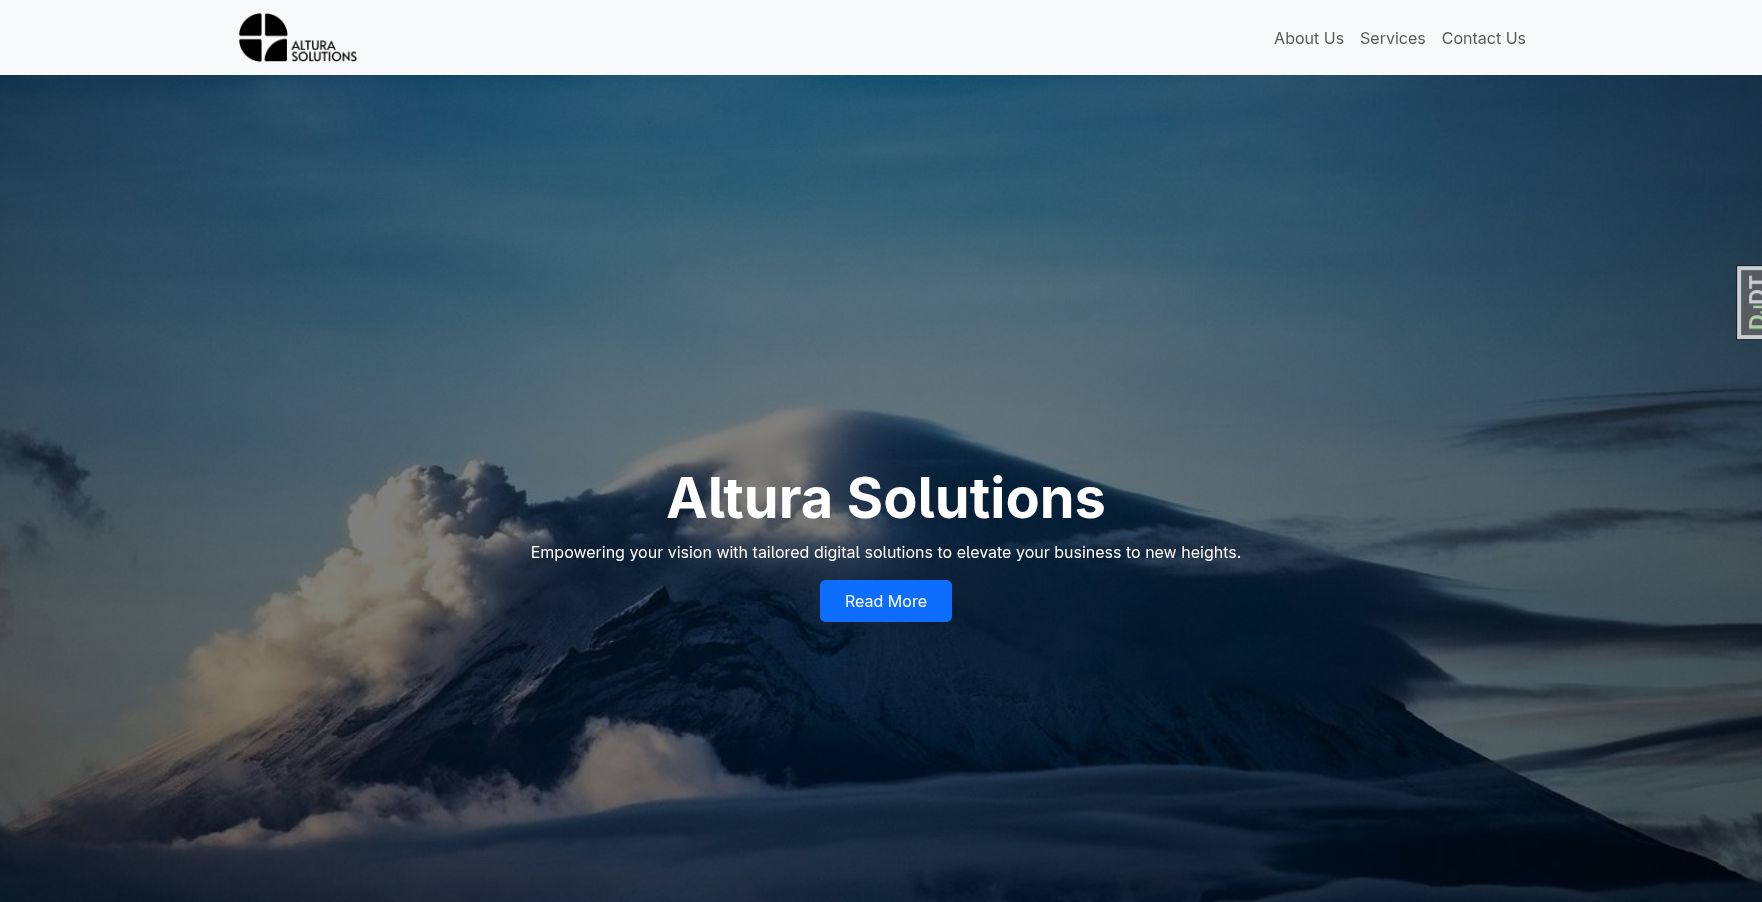 ALTURA
SOLUTIONS
About Us
Services
Contact Us
DJDT
Altura Solutions
Empowering your vision with tailored digital solutions to elevate your business to new heights.
Read More